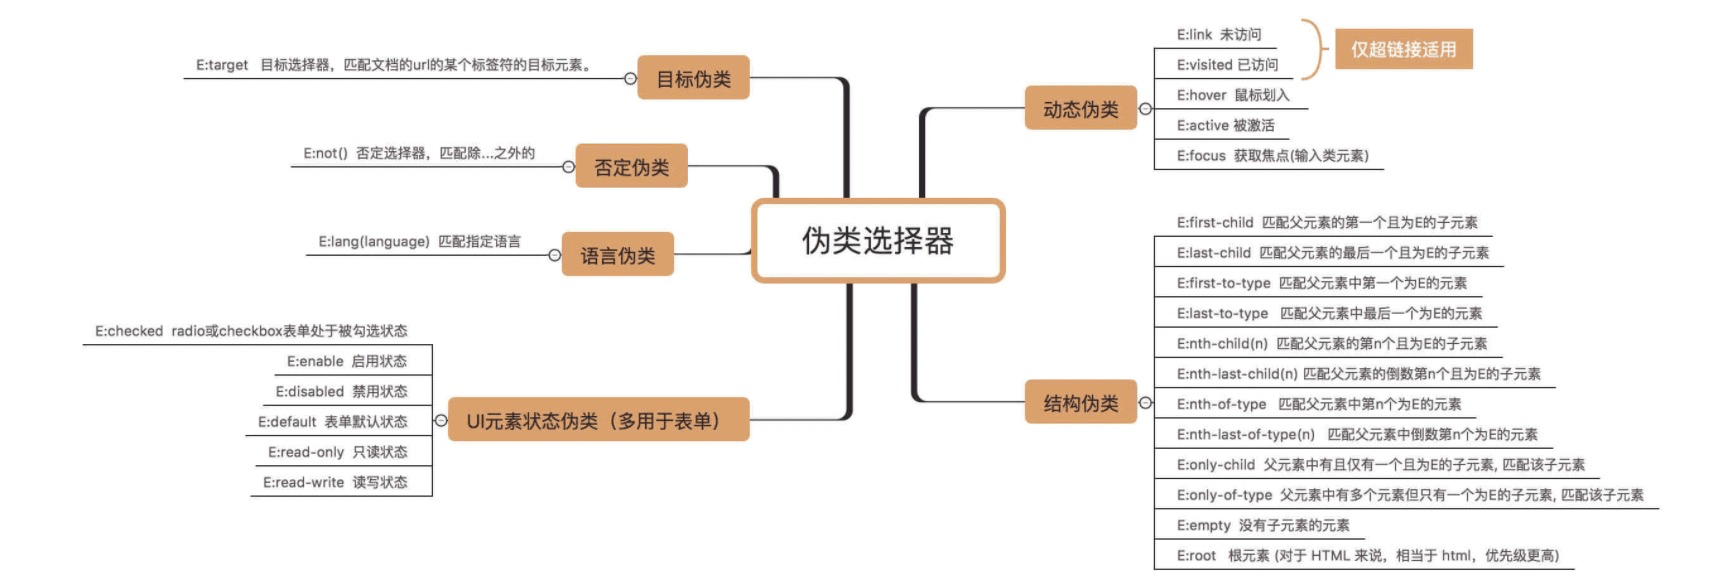 伪类选择器
目标伪类
E:target 目标选择器，匹配文档的url的某个标签符的目标元素。
否定伪类
E:not() 否定选择器，匹配除...之外的
语言伪类
E:lang(language) 匹配指定语言
UI元素状态伪类（多用于表单）
E:checked radio或checkbox表单处于被勾选状态
E:enable 启用状态
E:disabled 禁用状态
E:default 表单默认状态
E:read-only 只读状态
E:read-write 读写状态
动态伪类
E:link 未访问
E:visited 已访问
仅超链接适用
E:hover 鼠标划入
E:active 被激活
E:focus 获取焦点(输入类元素)
结构伪类
E:first-child 匹配父元素的第一个且为E的子元素
E:last-child 匹配父元素的最后一个且为E的子元素
E:first-to-type 匹配父元素中第一个为E的元素
E:last-to-type 匹配父元素中最后一个为E的元素
E:nth-child(n) 匹配父元素的第n个且为E的子元素
E:nth-last-child(n) 匹配父元素的倒数第n个且为E的子元素
E:nth-of-type 匹配父元素中第n个为E的元素
E:nth-last-of-type(n) 匹配父元素中倒数第n个为E的元素
E:only-child 父元素中有且仅有一个且为E的子元素, 匹配该子元素
E:only-of-type 父元素中有多个元素但只有一个为E的子元素, 匹配该子元素
E:empty 没有子元素的元素
E:root 根元素 (对于 HTML 来说，相当于 html，优先级更高)